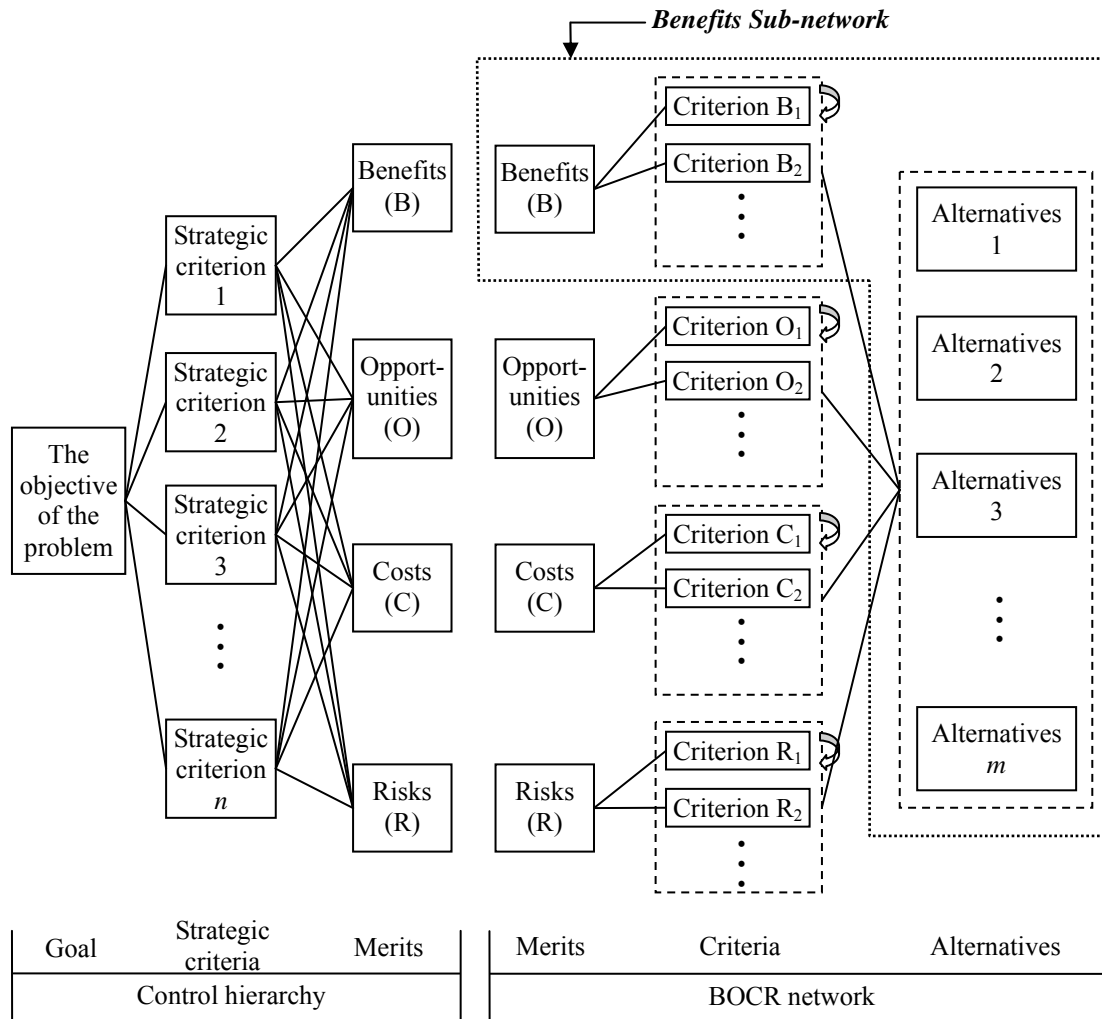 Benefits Sub-network
The
objective
of the
problem
Strategic
criterion
1
Strategic
criterion
2
Strategic
criterion
3
Strategic
criterion
n
Benefits
(B)
Opport-
unities
(O)
Costs
(C)
Risks
(R)
Benefits
(B)
Opport-
unities
(O)
Costs
(C)
Risks
(R)
Criterion B₁
Criterion B₂
Criterion O₁
Criterion O₂
Criterion C₁
Criterion C₂
Criterion R₁
Criterion R₂
Alternatives
1
Alternatives
2
Alternatives
3
Alternatives
m
Goal
Strategic
criteria
Merits
Control hierarchy
Merits
Criteria
Alternatives
BOCR network